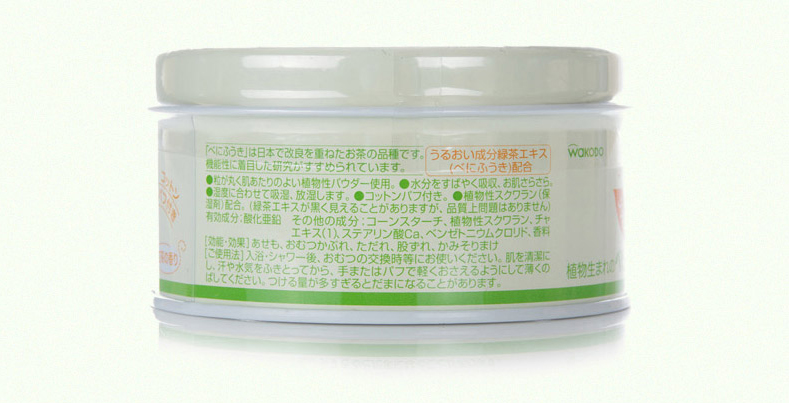 「べにふうき」は日本で改良を重ねたお茶の品種です。
機能性に着目した研究がすすめられています。
うるおい成分緑茶エキス
(べにふうき)配合
wakodo
●粒が丸く肌あたりのよい植物性パウダー使用。●水分をすばやく吸収、お肌さらさら。
●湿度に合わせて吸湿、放湿します。●コットンパフ付き。●植物性スクワラン(保
湿剤)配合。(緑茶エキスが黒く見えることがありますが、品質上問題はありません)
有効成分:酸化亜鉛 その他の成分:コーンスターチ、植物性スクワラン、チャ
エキス(1)、ステアリン酸Ca、ベンゼトニウムクロリド、香料
[効能・効果]あせも、おむつかぶれ、ただれ、股ずれ、かみそりまけ
[ご使用法]入浴・シャワー後、おむつの交換時等にお使いください。肌を清潔に
し、汗や水気をふきとってから、手またはパフで軽くおさえるようにして薄くの
ばしてください。つける量が多すぎるとだまになることがあります。
植物生まれの